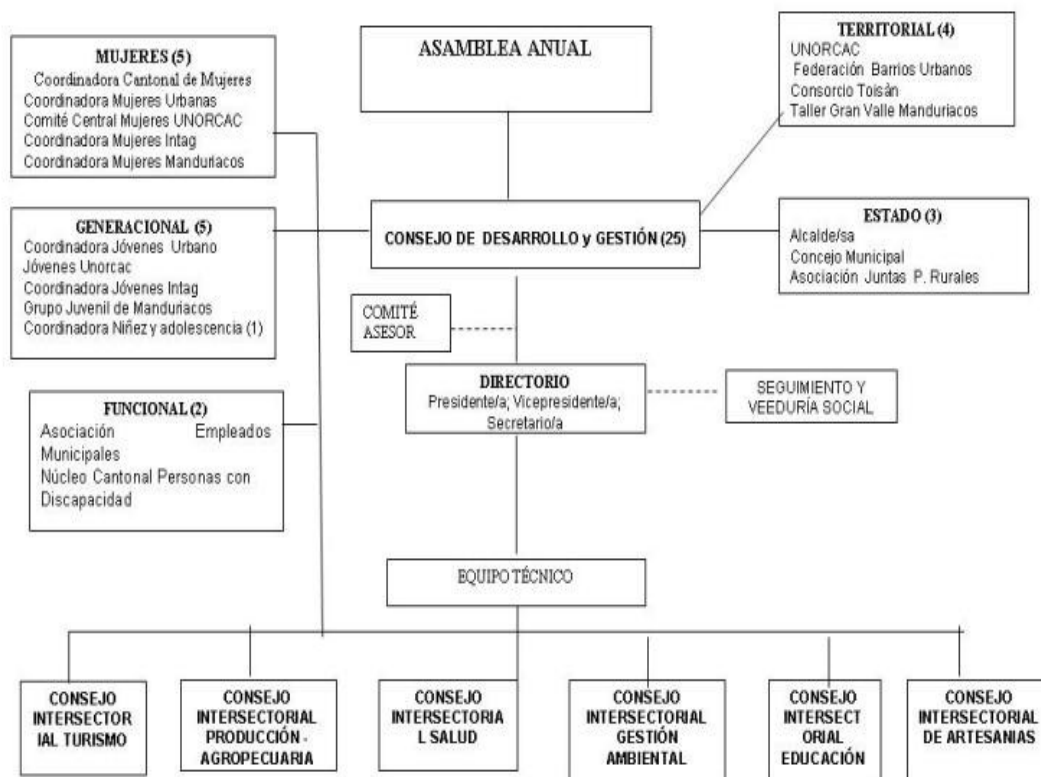 ASAMBLEA ANUAL
MUJERES (5)
Coordinadora Cantonal de Mujeres
Coordinadora Mujeres Urbanas
Comité Central Mujeres UNORCAC
Coordinadora Mujeres Intag
Coordinadora Mujeres Manduriacos
TERRITORIAL (4)
UNORCAC
Federación Barrios Urbanos
Consorcio Toisàn
Taller Gran Valle Manduriacos
GENERACIONAL (5)
Coordinadora Jóvenes Urbano
Jóvenes Unorcac
Coordinadora Jóvenes Intag
Grupo Juvenil de Manduriacos
Coordinadora Niñez y adolescencia (1)
CONSEJO DE DESARROLLO y GESTIÓN (25)
ESTADO (3)
Alcalde/sa
Concejo Municipal
Asociación Juntas P. Rurales
COMITÉ
ASESOR
DIRECTORIO
Presidente/a; Vicepresidente/a;
Secretario/a
SEGUIMIENTO Y
VEEDURÍA SOCIAL
FUNCIONAL (2)
Asociación Empleados
Municipales
Núcleo Cantonal Personas con
Discapacidad
EQUIPO TÉCNICO
CONSEJO
INTERSECTOR
IAL TURISMO
CONSEJO
INTERSECTORIAL
PRODUCCIÓN -
AGROPECUARIA
CONSEJO
INTERSECTORIA
L SALUD
CONSEJO
INTERSECTORIAL
GESTIÓN
AMBIENTAL
CONSEJO
INTERSECT
ORIAL
EDUCACIÓN
CONSEJO
INTERSECTORIAL
DE ARTESANIAS